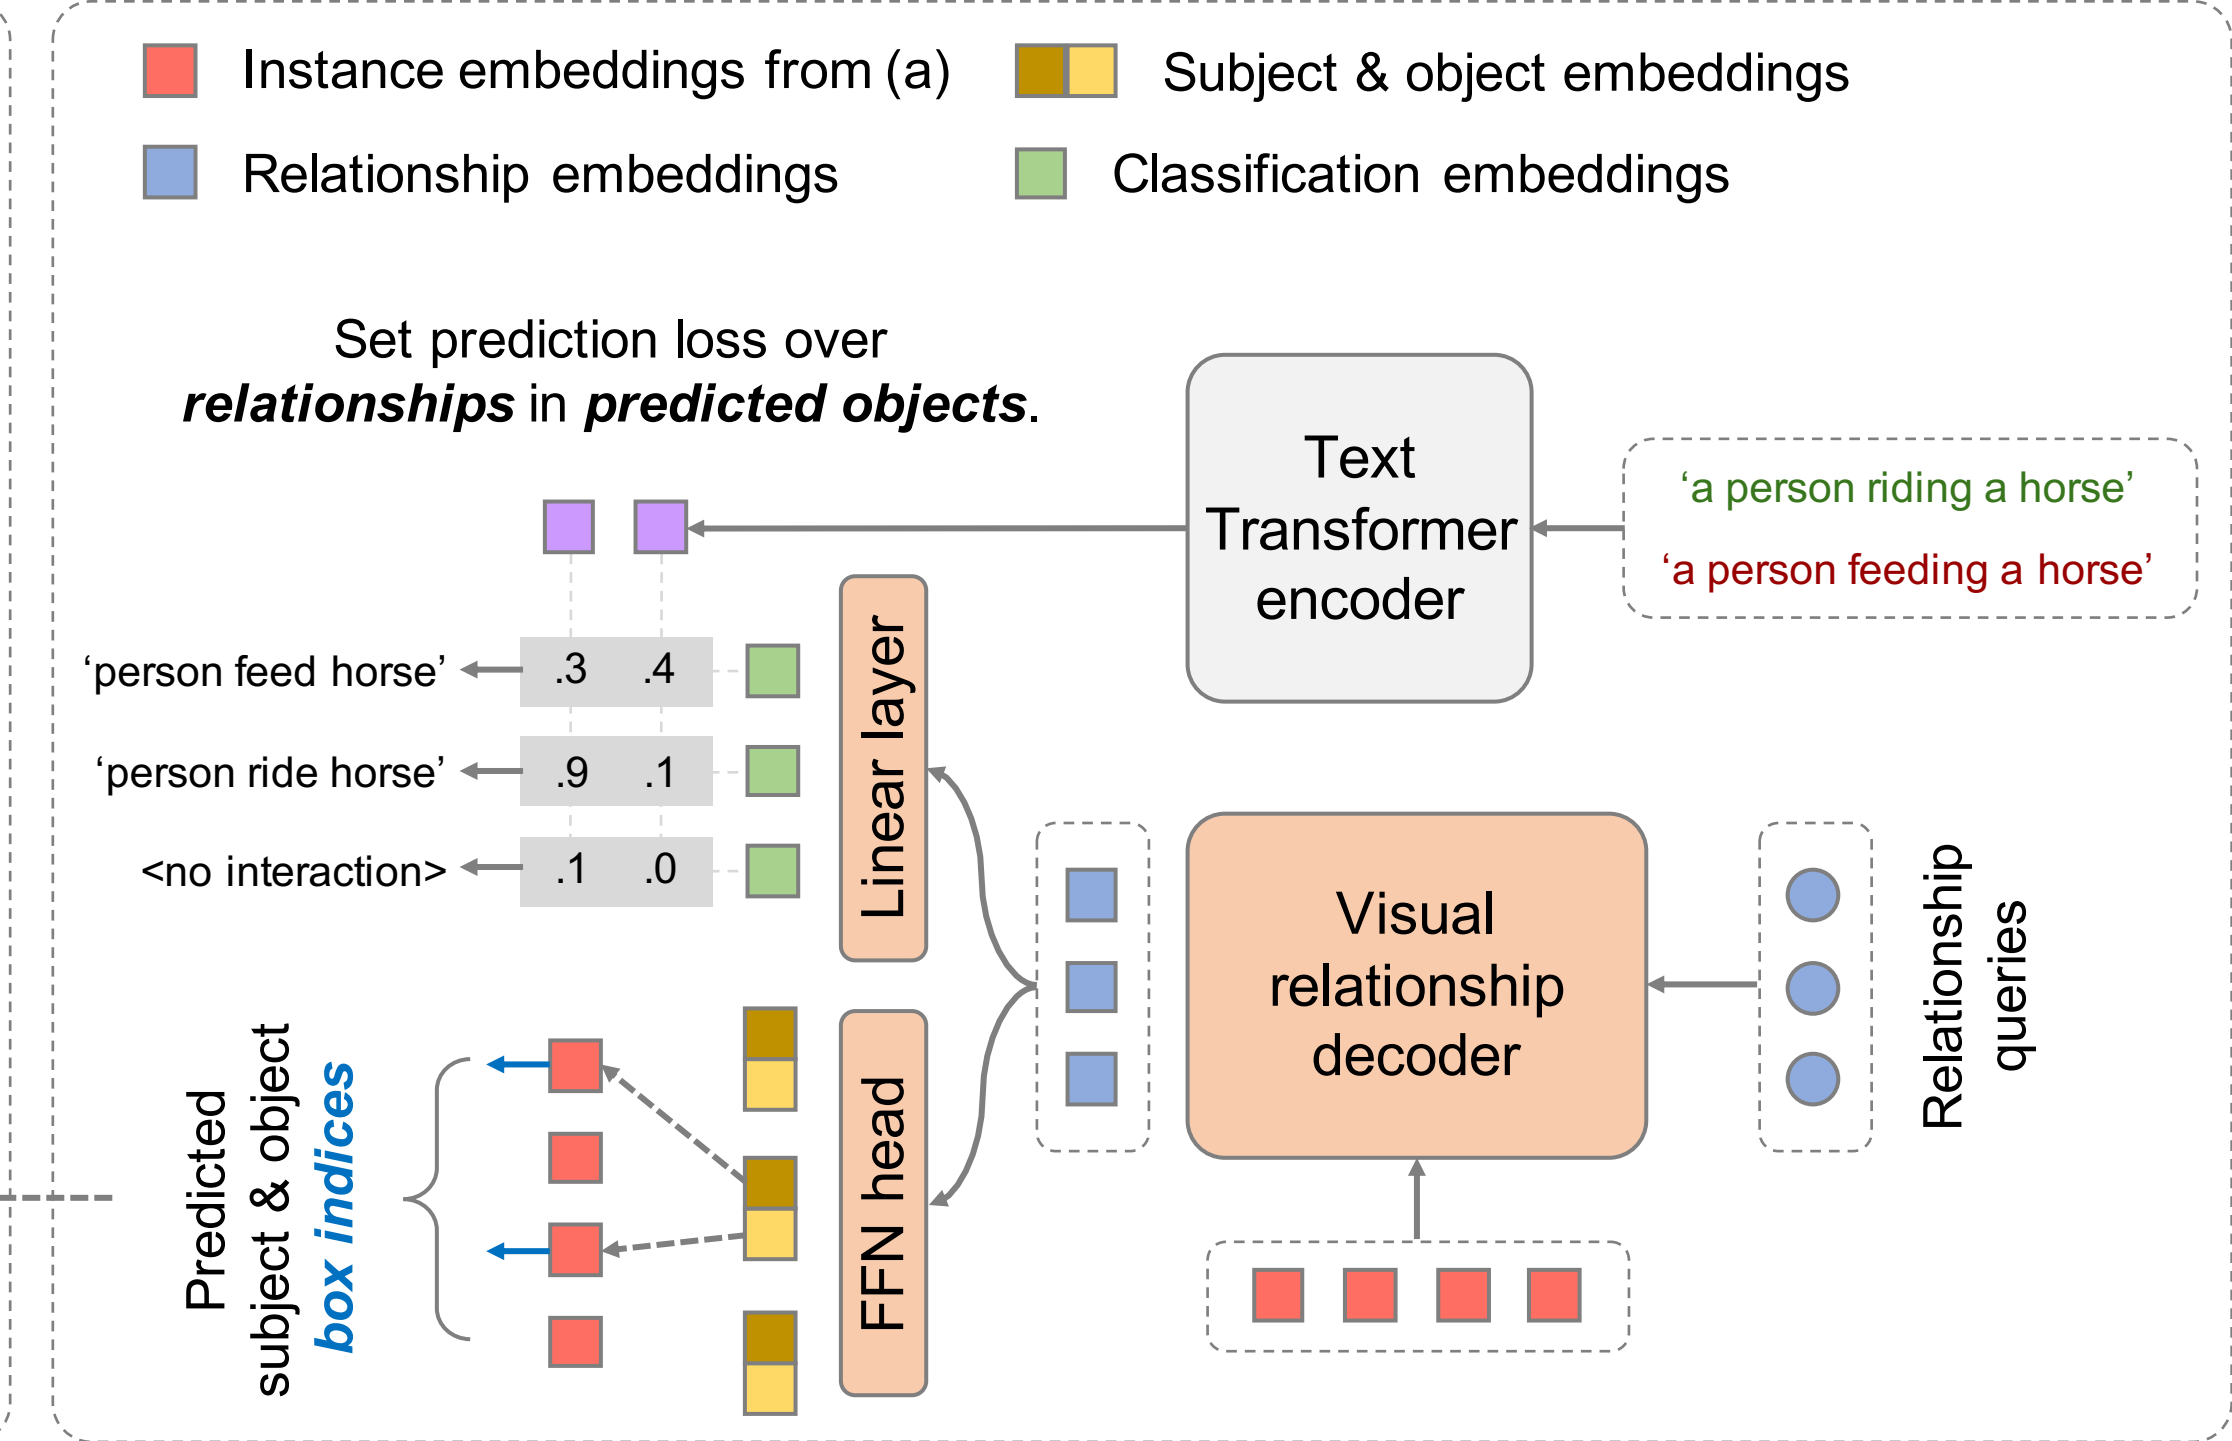 Instance embeddings from (a)
Subject & object embeddings
Relationship embeddings
Classification embeddings
Set prediction loss over
relationships in predicted objects.
Text
Transformer
encoder
‘a person riding a horse’
‘a person feeding a horse’
‘person feed horse’
.3 .4
‘person ride horse’
.9 .1
<no interaction>
.1 .0
Linear layer
Visual
relationship
decoder
Relationship
queries
Predicted
subject & object
box indices
FFN head